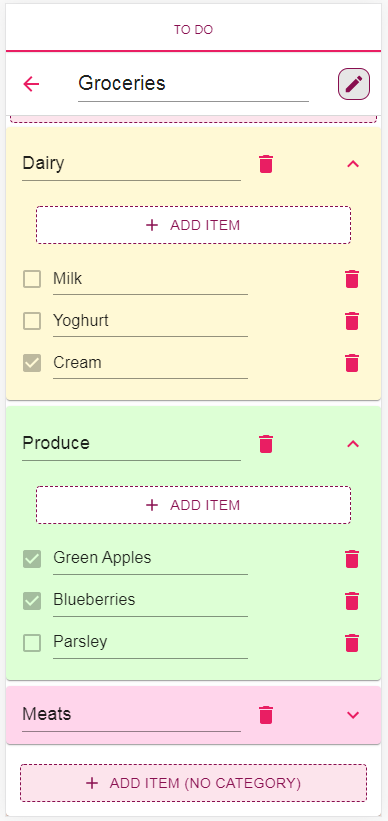 TO DO
Groceries
Dairy
ADD ITEM
Milk
Yoghurt
Cream
Produce
ADD ITEM
Green Apples
Blueberries
Parsley
Meats
ADD ITEM (NO CATEGORY)